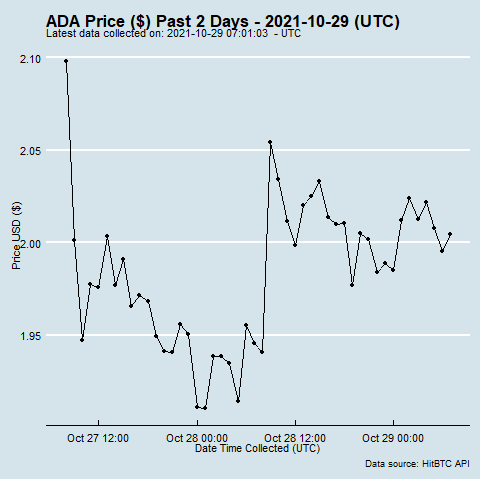 ADA Price ($) Past 2 Days - 2021-10-29 (UTC)
Latest data collected on: 2021-10-29 07:01:03 - UTC
2.10
2.05
2.00
1.95
Price USD ($)
Oct 27 12:00
Oct 28 00:00
Oct 28 12:00
Oct 29 00:00
Date Time Collected (UTC)
Data source: HitBTC API